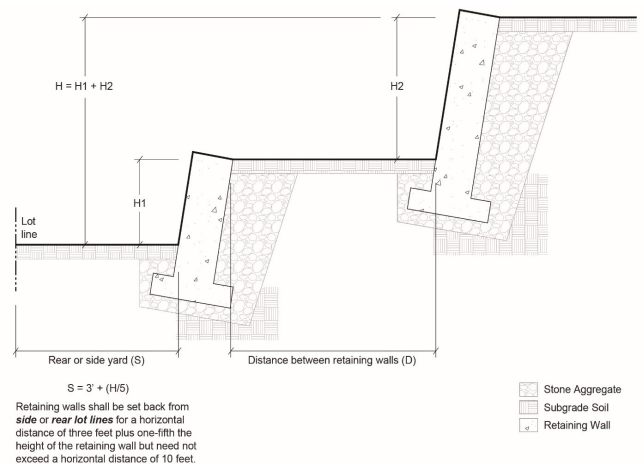 H = H1 + H2
H2
H1
Lot
line
Rear or side yard (S)
Distance between retaining walls (D)
S = 3' + (H/5)
Retaining walls shall be set back from
side or rear lot lines for a horizontal
distance of three feet plus one-fifth the
height of the retaining wall but need not
exceed a horizontal distance of 10 feet.
Stone Aggregate
Subgrade Soil
Retaining Wall